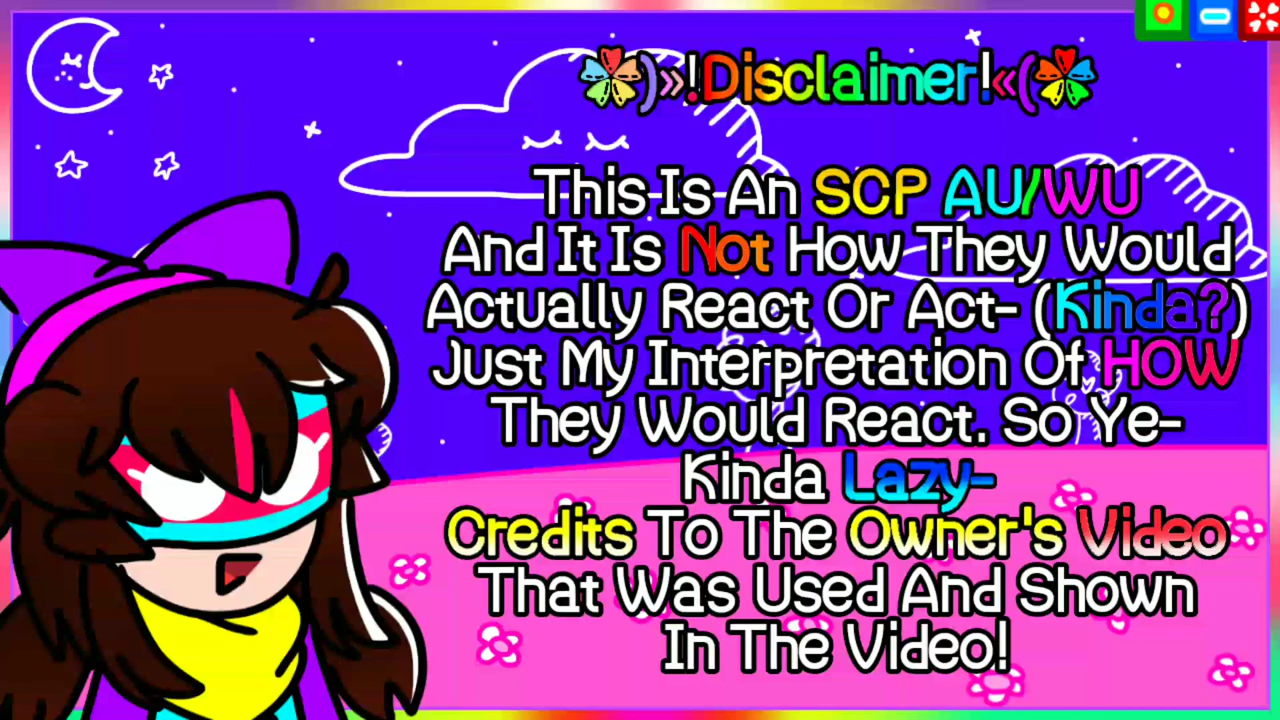 )»!Disclaimer!«(
This Is An SCP AU/WU
And It Is Not How They Would
Actually React Or Act- (Kinda?)
Just My Interpretation Of HOW
They Would React. So Ye-
Kinda Lazy-
Credits To The Owner's Video
That Was Used And Shown
In The Video!